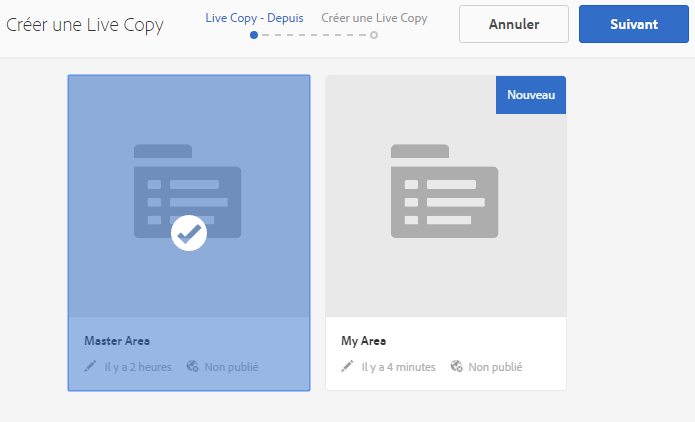 Créer une Live Copy
Live Copy - Depuis
Créer une Live Copy
Annuler
Suivant
Nouveau
Master Area
Il y a 2 heures
Non publié
My Area
Il y a 4 minutes
Non publié